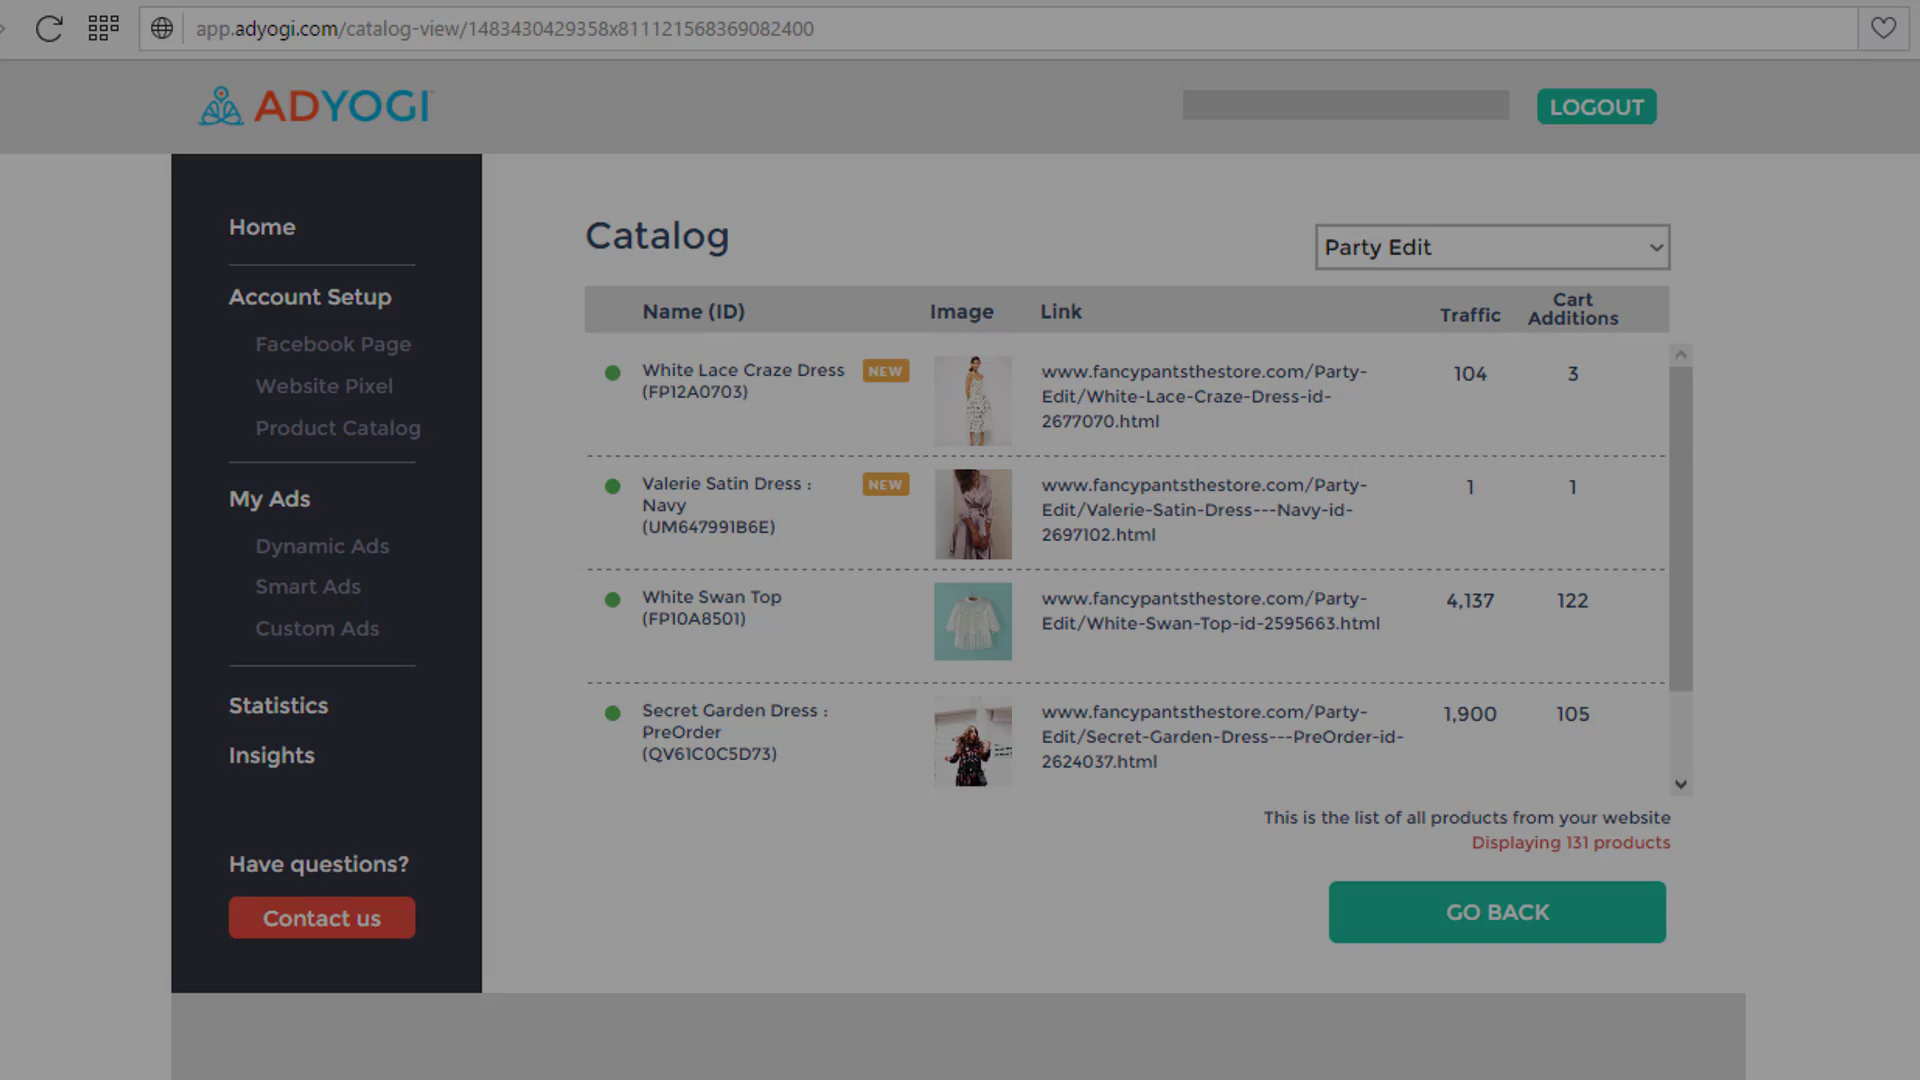 app.adyogi.com/catalog-view/1483430429358x811121568369082400
ADYOGI
LOGOUT
Home
Account Setup
Facebook Page
Website Pixel
Product Catalog
My Ads
Dynamic Ads
Smart Ads
Custom Ads
Statistics
Insights
Have questions?
Contact us
Catalog
Party Edit
Name (ID) Image Link Traffic Cart
Additions
White Lace Craze Dress NEW
(FP12A0703)
www.fancypantsthestore.com/Party-
Edit/White-Lace-Craze-Dress-id-
2677070.html
104 3
Valerie Satin Dress : NEW
Navy
(UM647991B6E)
www.fancypantsthestore.com/Party-
Edit/Valerie-Satin-Dress---Navy-id-
2697102.html
1 1
White Swan Top
(FP10A8501)
www.fancypantsthestore.com/Party-
Edit/White-Swan-Top-id-2595663.html
4,137 122
Secret Garden Dress :
PreOrder
(QV61C0C5D73)
www.fancypantsthestore.com/Party-
Edit/Secret-Garden-Dress---PreOrder-id-
2624037.html
1,900 105
This is the list of all products from your website
Displaying 131 products
GO BACK